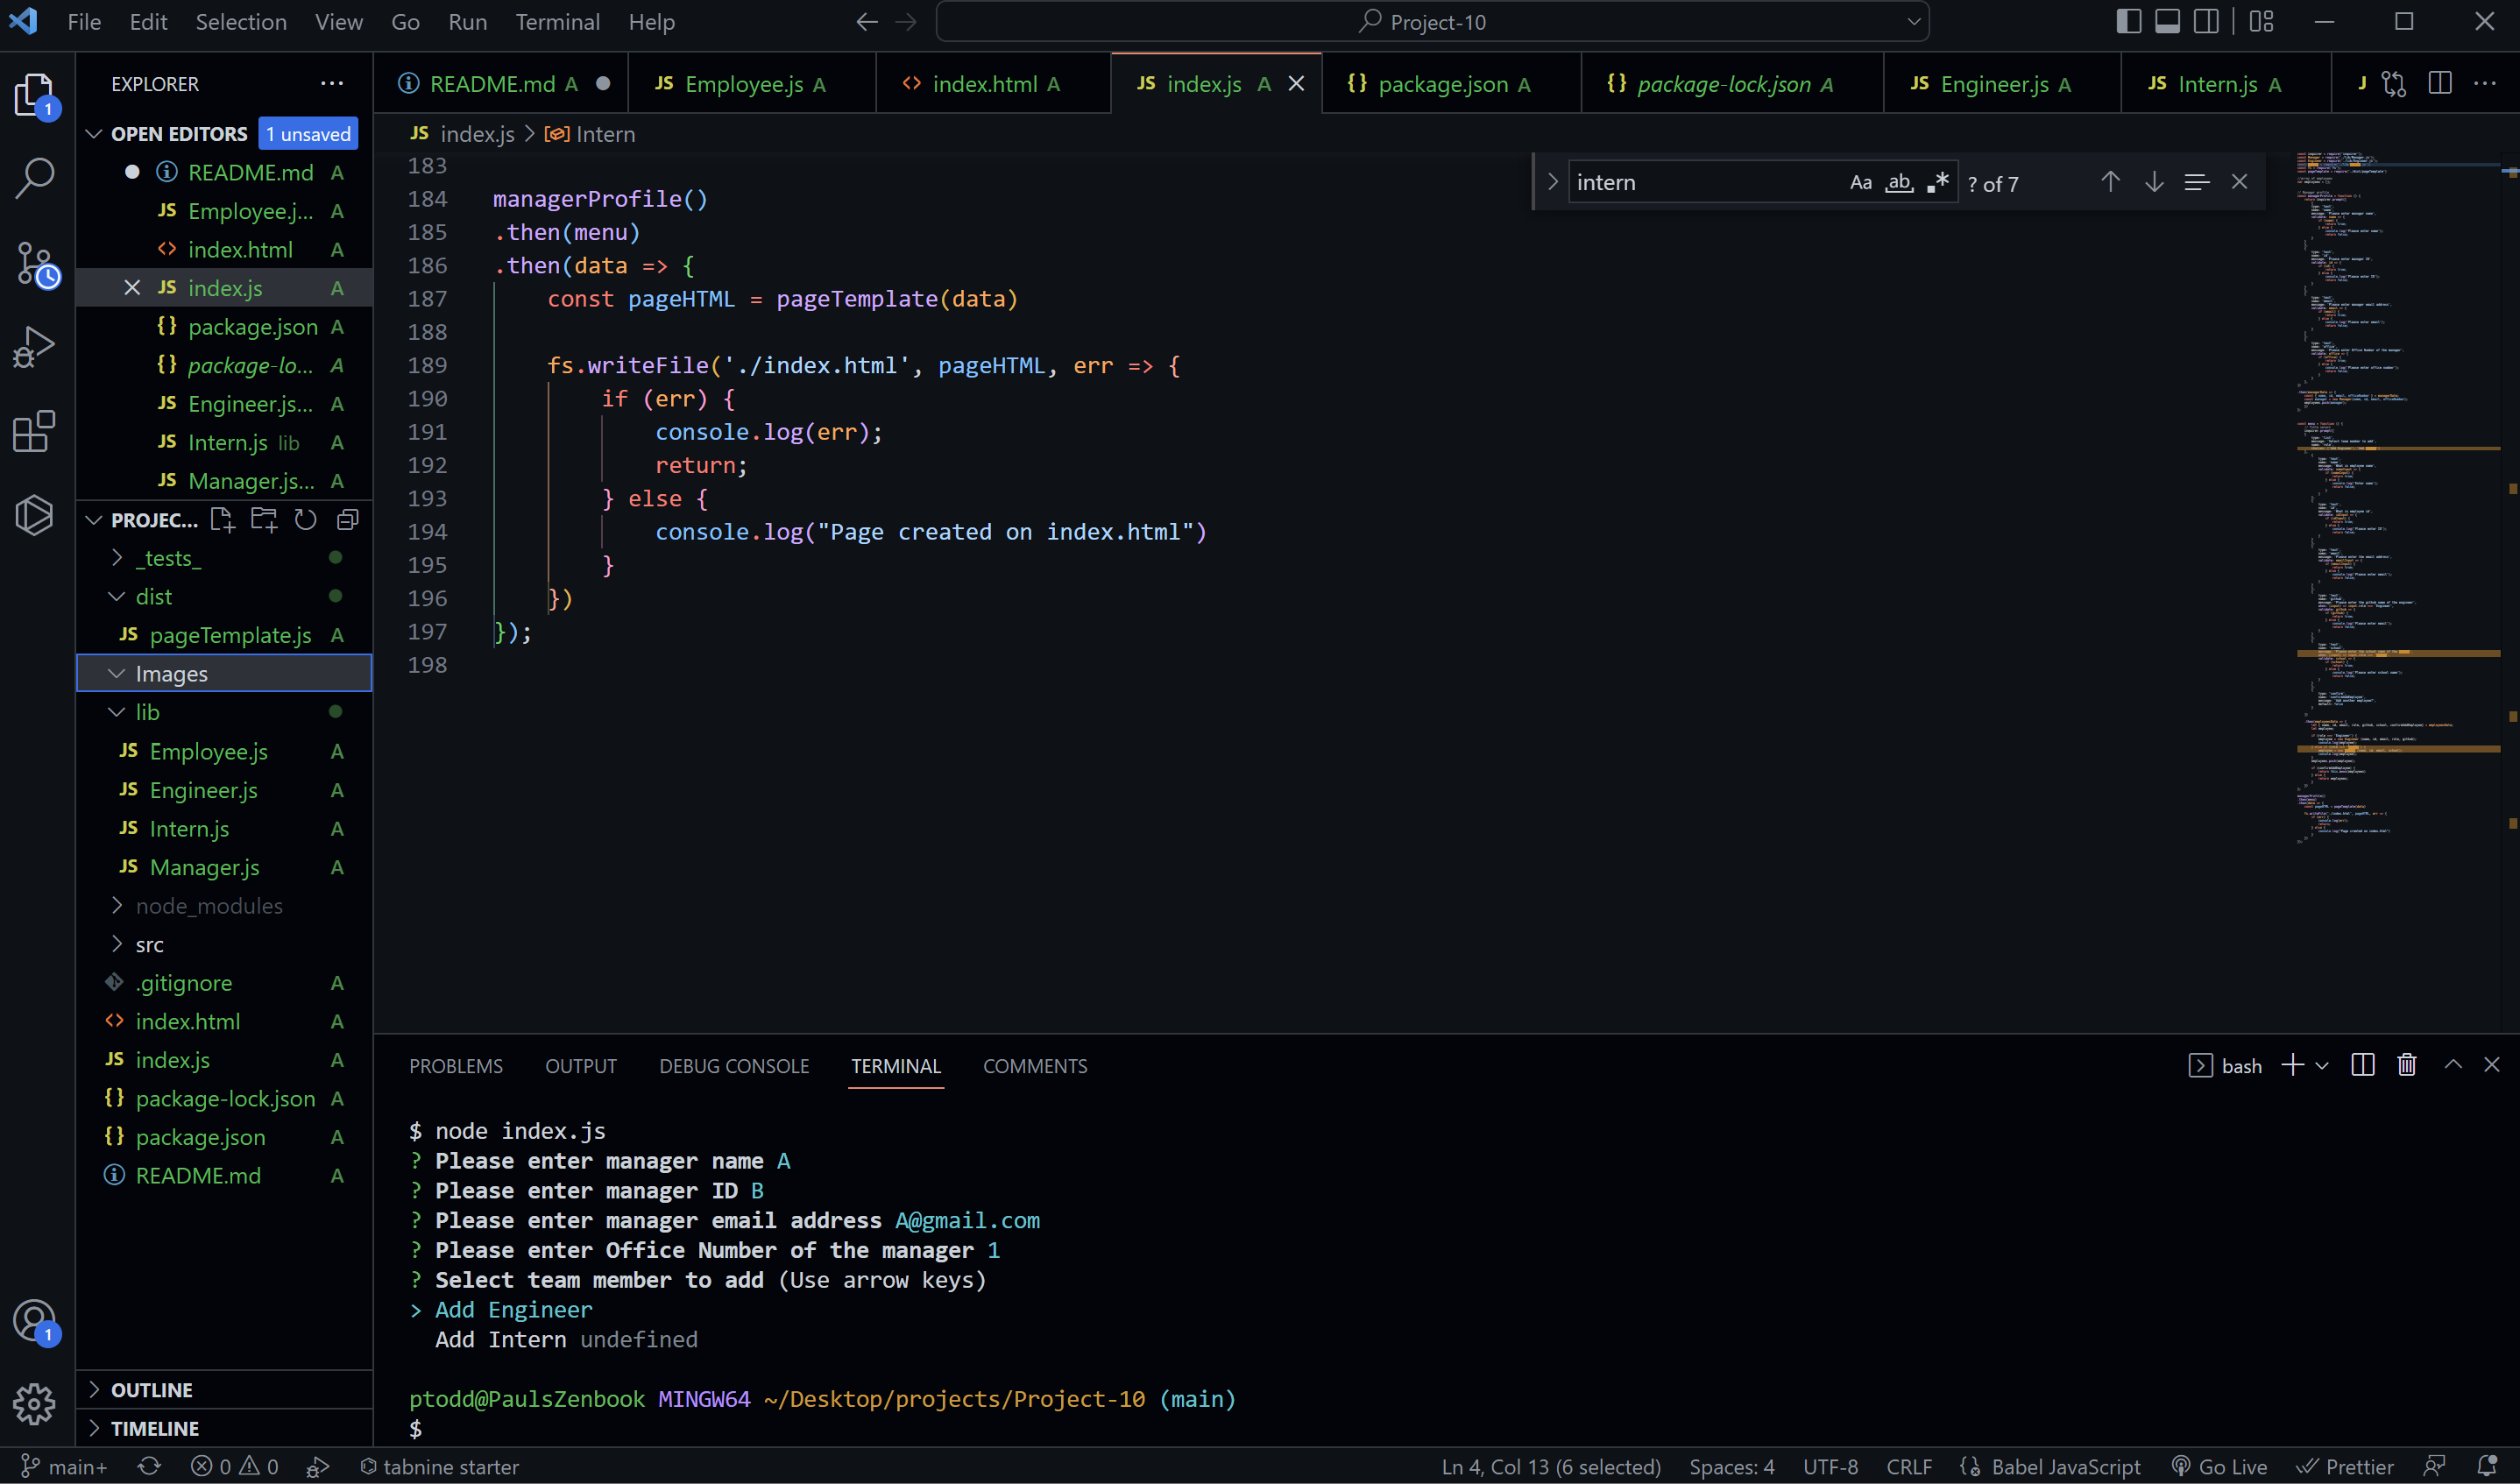 File Edit Selection View Go Run Terminal Help
Project-10
EXPLORER
OPEN EDITORS 1 unsaved
README.md A
Employee.j... A
index.html A
index.js A
package.json A
package-lo... A
Engineer.js... A
Intern.js lib A
Manager.js... A
PROJEC...
_tests_
dist
pageTemplate.js A
Images
lib
Employee.js A
Engineer.js A
Intern.js A
Manager.js A
node_modules
src
.gitignore A
index.html A
index.js A
package-lock.json A
package.json A
README.md A
OUTLINE
TIMELINE
README.md A JS Employee.js A <> index.html A JS index.js A {} package.json A {} package-lock.json A JS Engineer.js A JS Intern.js A J
JS index.js > Intern
intern Aa ab ? of 7
183
184 managerProfile()
185 .then(menu)
186 .then(data => {
187 const pageHTML = pageTemplate(data)
188
189 fs.writeFile('./index.html', pageHTML, err => {
190 if (err) {
191 console.log(err);
192 return;
193 } else {
194 console.log("Page created on index.html")
195 }
196 })
197 });
198
PROBLEMS OUTPUT DEBUG CONSOLE TERMINAL COMMENTS
bash
$ node index.js
? Please enter manager name A
? Please enter manager ID B
? Please enter manager email address A@gmail.com
? Please enter Office Number of the manager 1
? Select team member to add (Use arrow keys)
> Add Engineer
Add Intern undefined
ptodd@PaulsZenbook MINGW64 ~/Desktop/projects/Project-10 (main)
$
main+ 0 0 tabnine starter Ln 4, Col 13 (6 selected) Spaces: 4 UTF-8 CRLF Babel JavaScript Go Live Prettier